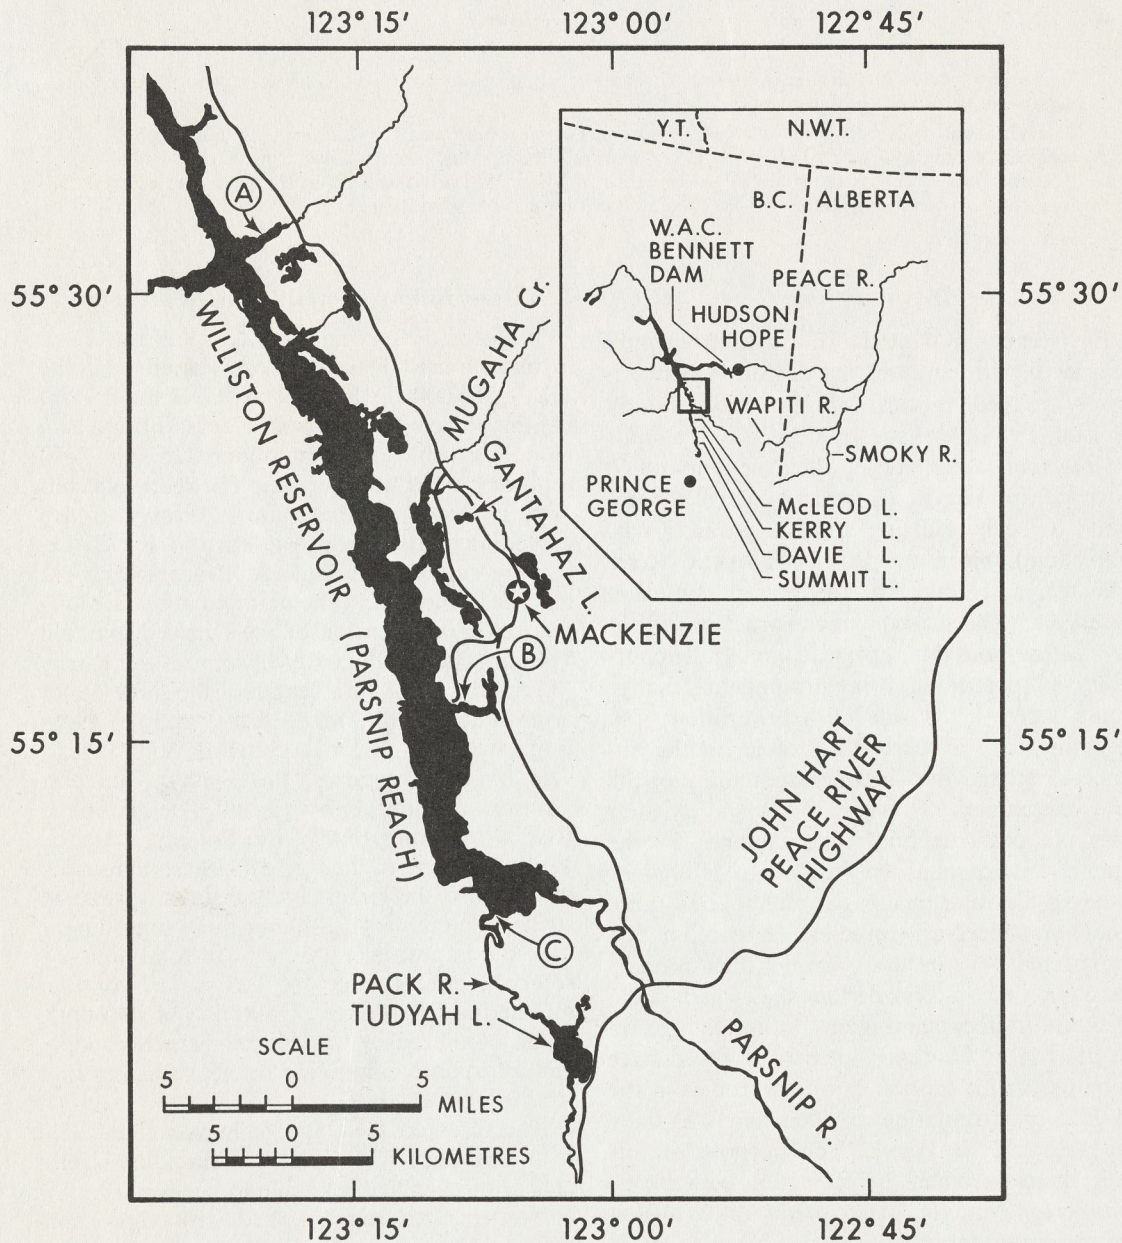 123°15′ 123°00′ 122°45′
Y.T. N.W.T.
B.C. ALBERTA
A
W.A.C.
BENNETT
DAM
PEACE R.
55°30′ 55°30′
HUDSON
HOPE
MUGAHA Cr.
WILLISTON RESERVOIR
WAPITI R.
GANTAHAZ L.
SMOKY R.
PRINCE
GEORGE
McLEOD L.
KERRY L.
DAVIE L.
SUMMIT L.
MACKENZIE
B
(PARSNIP REACH)
55°15′ 55°15′
JOHN HART
PEACE RIVER
HIGHWAY
C
PACK R.
TUDYAH L.
PARSNIP R.
SCALE
5 0 5
MILES
5 0 5
KILOMETRES
123°15′ 123°00′ 122°45′